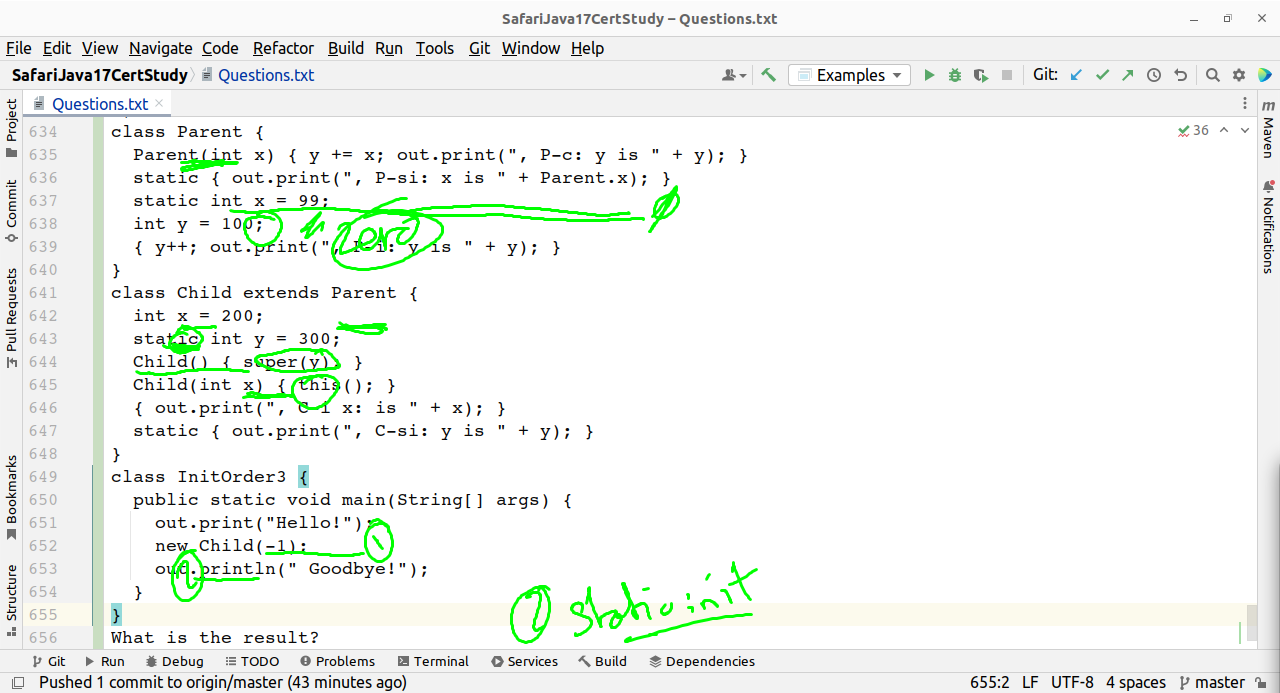 SafariJava17CertStudy – Questions.txt
File Edit View Navigate Code Refactor Build Run Tools Git Window Help
SafariJava17CertStudy Questions.txt Examples Git:
Questions.txt
Project
Commit
Pull Requests
Bookmarks
Structure
634 class Parent {
635 Parent(int x) { y += x; out.print(", P-c: y is " + y); }
636 static { out.print(", P-si: x is " + Parent.x); }
637 static int x = 99;
638 int y = 100;
zero
639 { y++; out.print(", P-i: y is " + y); }
640 }
641 class Child extends Parent {
642 int x = 200;
643 static int y = 300;
644 Child() { super(y); }
645 Child(int x) { this(); }
646 { out.print(", C-i x: is " + x); }
647 static { out.print(", C-si: y is " + y); }
648 }
649 class InitOrder3 {
650 public static void main(String[] args) {
651 out.print("Hello!");
652 new Child(-1);
1
653 out.println(" Goodbye!");
2
654 }
655 }
1 static init
656 What is the result?
36
Maven
Notifications
Git Run Debug TODO Problems Terminal Services Build Dependencies
Pushed 1 commit to origin/master (43 minutes ago) 655:2 LF UTF-8 4 spaces master